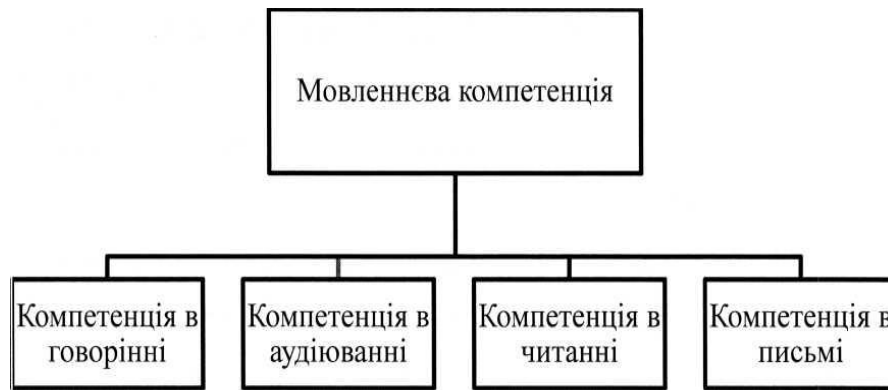 Мовленнєва компетенція
Компетенція в
говорінні
Компетенція в
аудіюванні
Компетенція в
читанні
Компетенція в
письмі